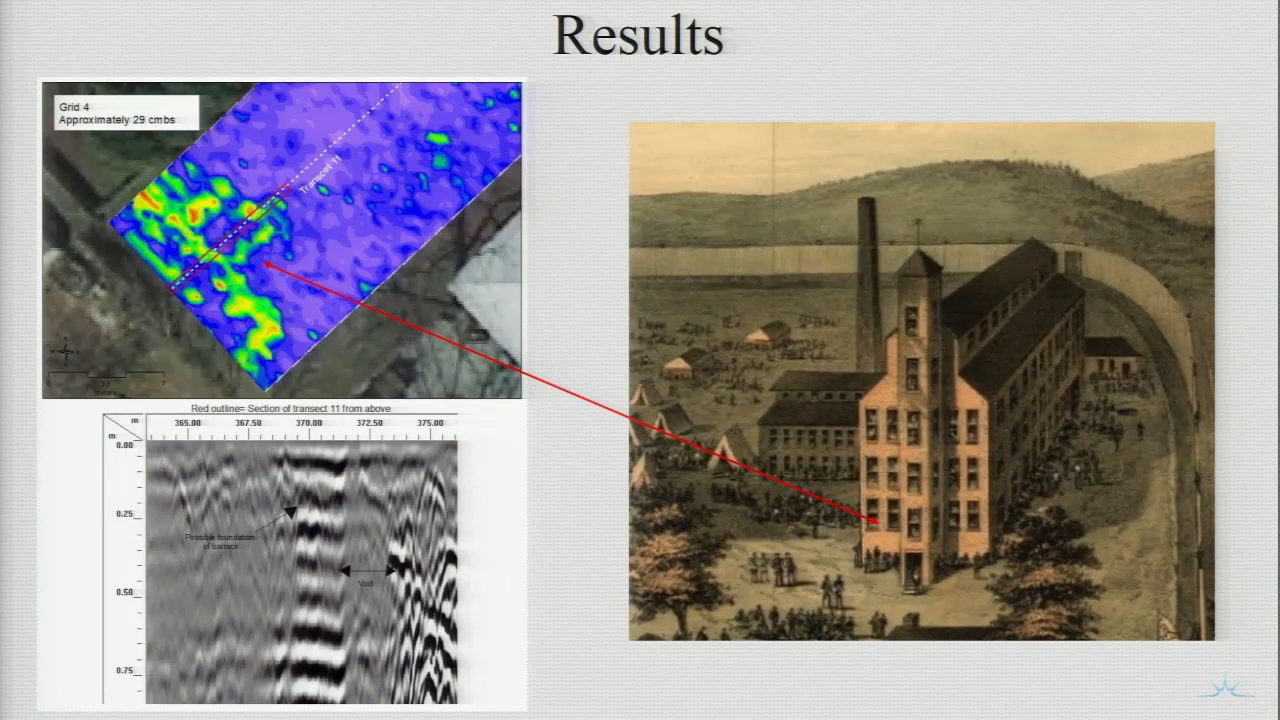 Results
Grid 4
Approximately 29 cmbs
Transcet 11
Red outline= Section of transect 11 from above
m
365.00 367.50 370.00 372.50 375.00
m
0.00
0.25
Possible foundation
of barrack
Void
0.50
0.75